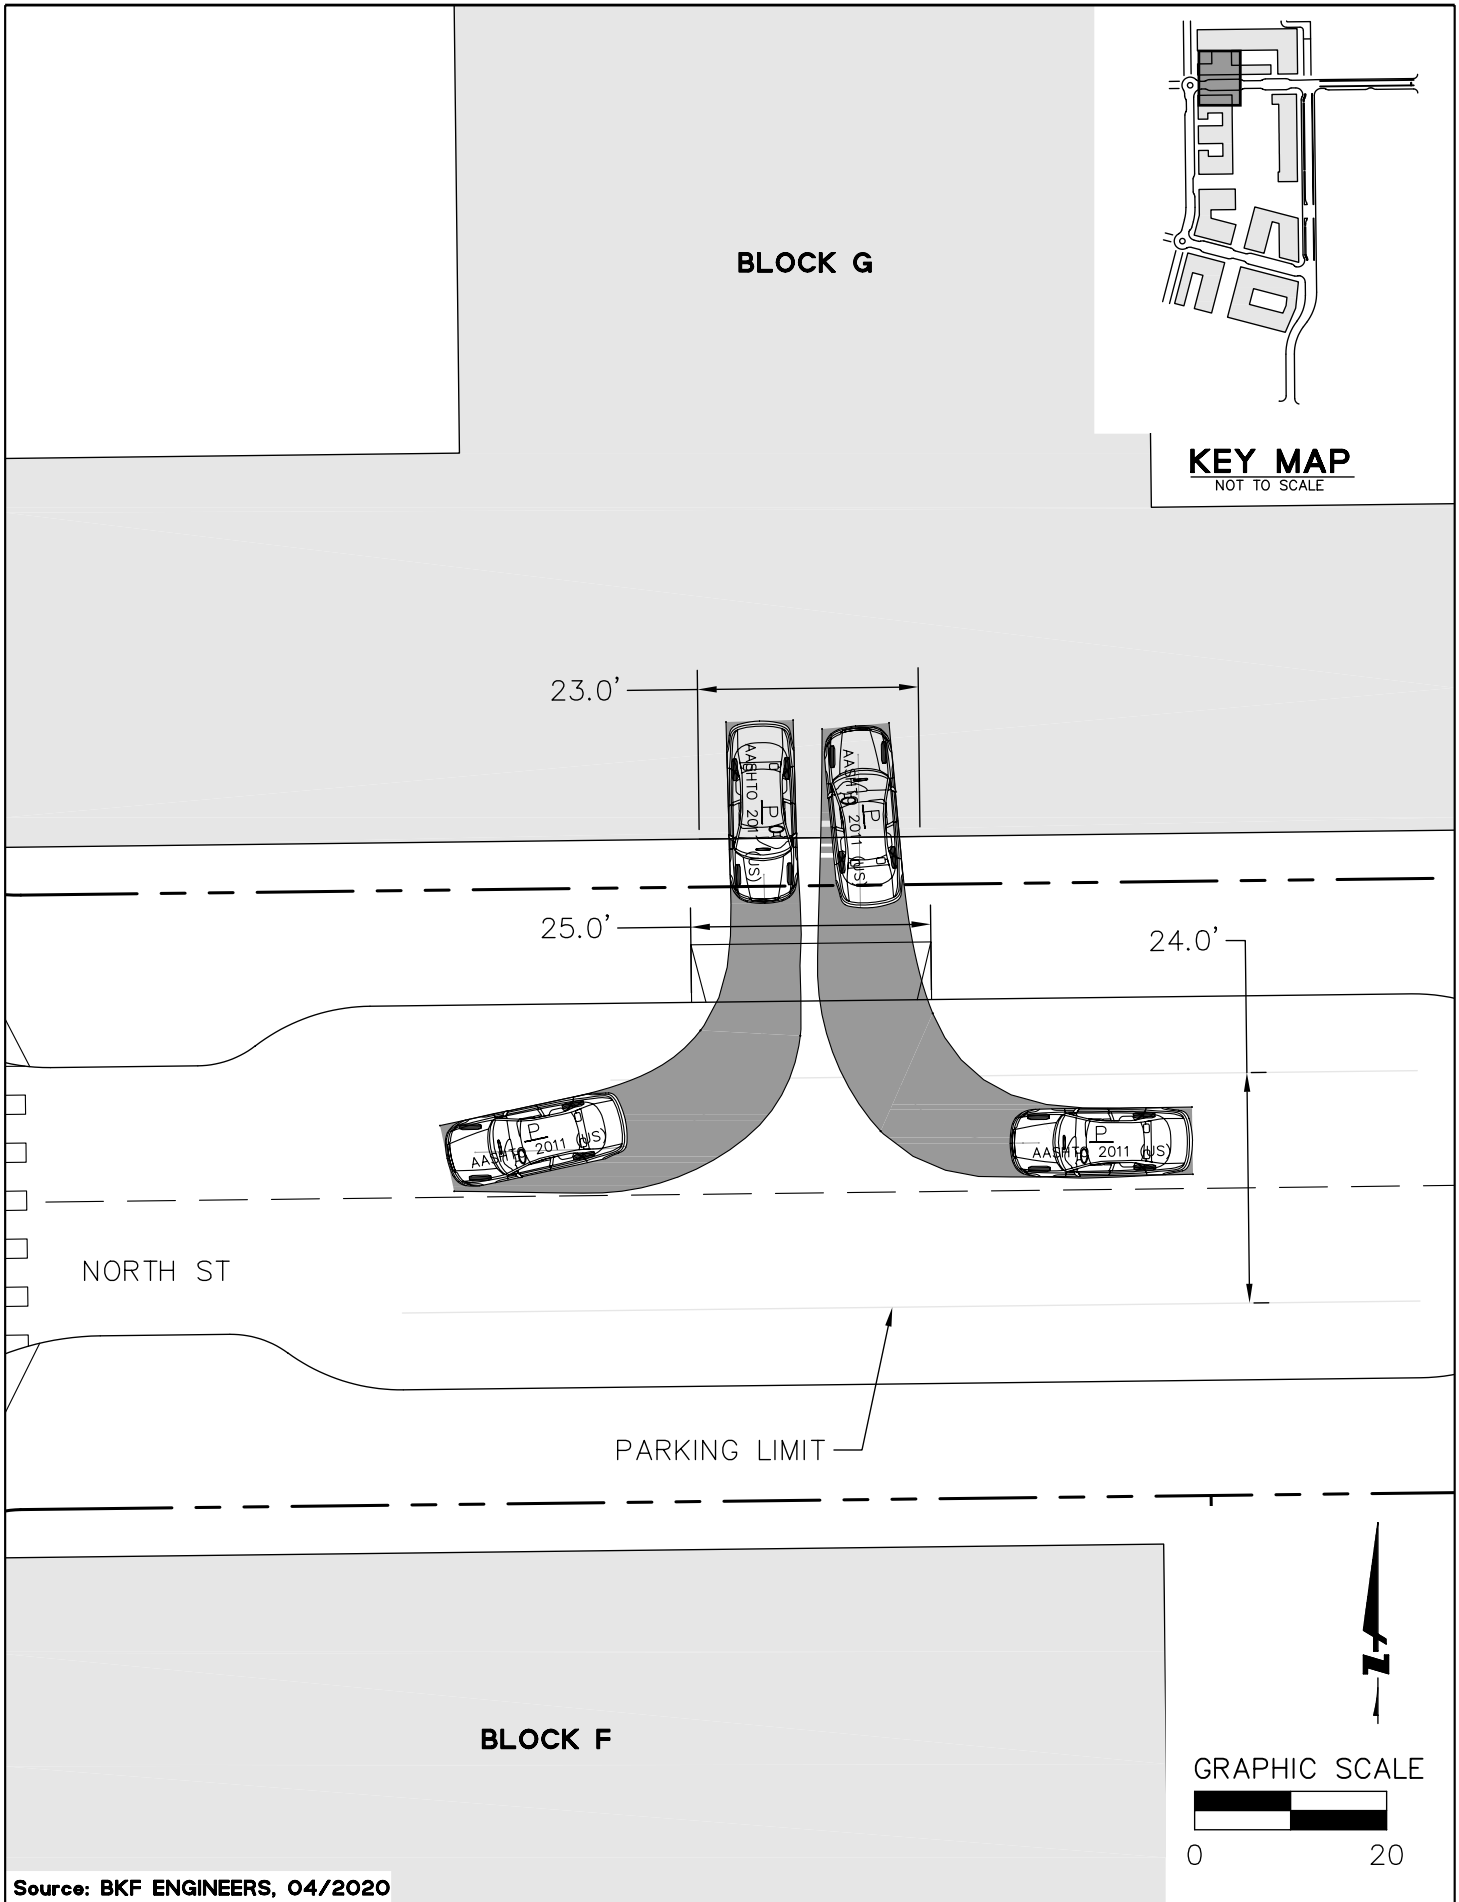 BLOCK G
KEY MAP
NOT TO SCALE
23.0'
AASHTO 2011 (US)
P
AASHTO 2011 (US)
P
25.0'
24.0'
P
AASHTO 2011 (US)
P
AASHTO 2011 (US)
NORTH ST
PARKING LIMIT
BLOCK F
GRAPHIC SCALE
0 20
Source: BKF ENGINEERS, 04/2020